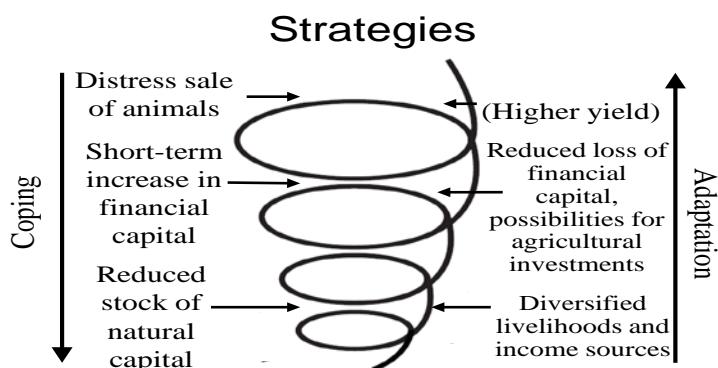 Strategies
Coping
Distress sale
of animals
Short-term
increase in
financial
capital
Reduced
stock of
natural
capital
(Higher yield)
Reduced loss of
financial
capital,
possibilities for
agricultural
investments
Diversified
livelihoods and
income sources
Adaptation